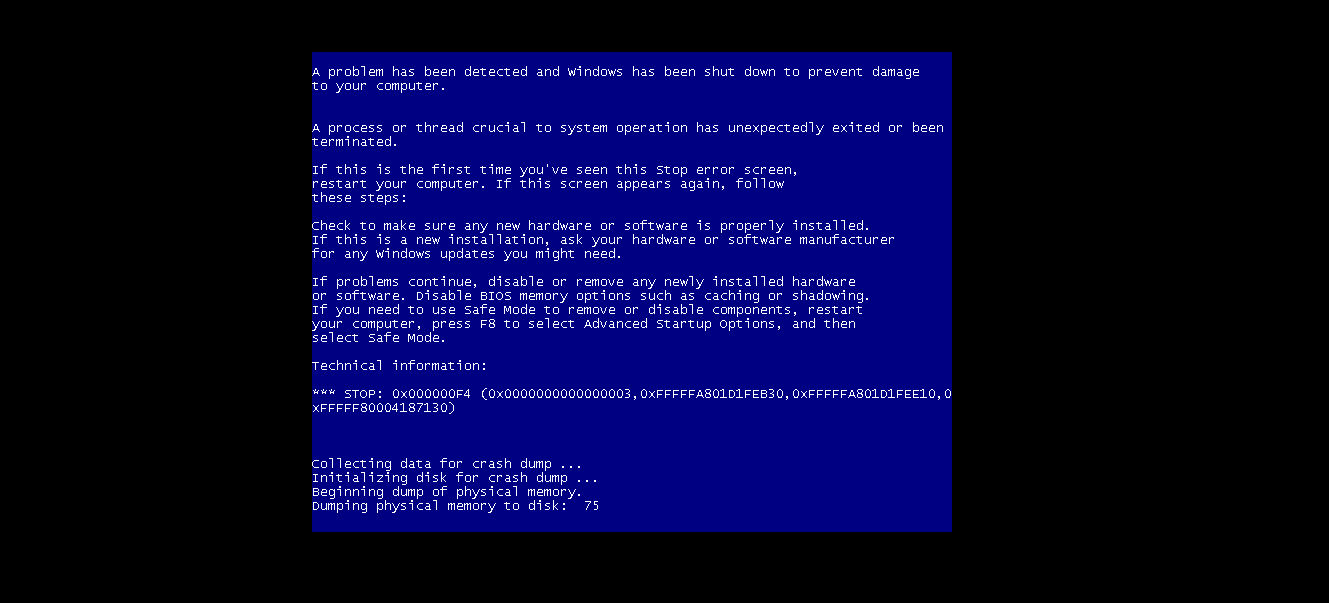 A problem has been detected and Windows has been shut down to prevent damage
to your computer.
A process or thread crucial to system operation has unexpectedly exited or been
terminated.
If this is the first time you've seen this Stop error screen,
restart your computer. If this screen appears again, follow
these steps:
Check to make sure any new hardware or software is properly installed.
If this is a new installation, ask your hardware or software manufacturer
for any Windows updates you might need.
If problems continue, disable or remove any newly installed hardware
or software. Disable BIOS memory options such as caching or shadowing.
If you need to use Safe Mode to remove or disable components, restart
your computer, press F8 to select Advanced Startup Options, and then
select Safe Mode.
Technical information:
*** STOP: 0x000000F4 (0x0000000000000003,0xFFFFFA801D1FEB30,0xFFFFFA801D1FEE10,0
xFFFFF80004187130)
Collecting data for crash dump ...
Initializing disk for crash dump ...
Beginning dump of physical memory.
Dumping physical memory to disk:  75